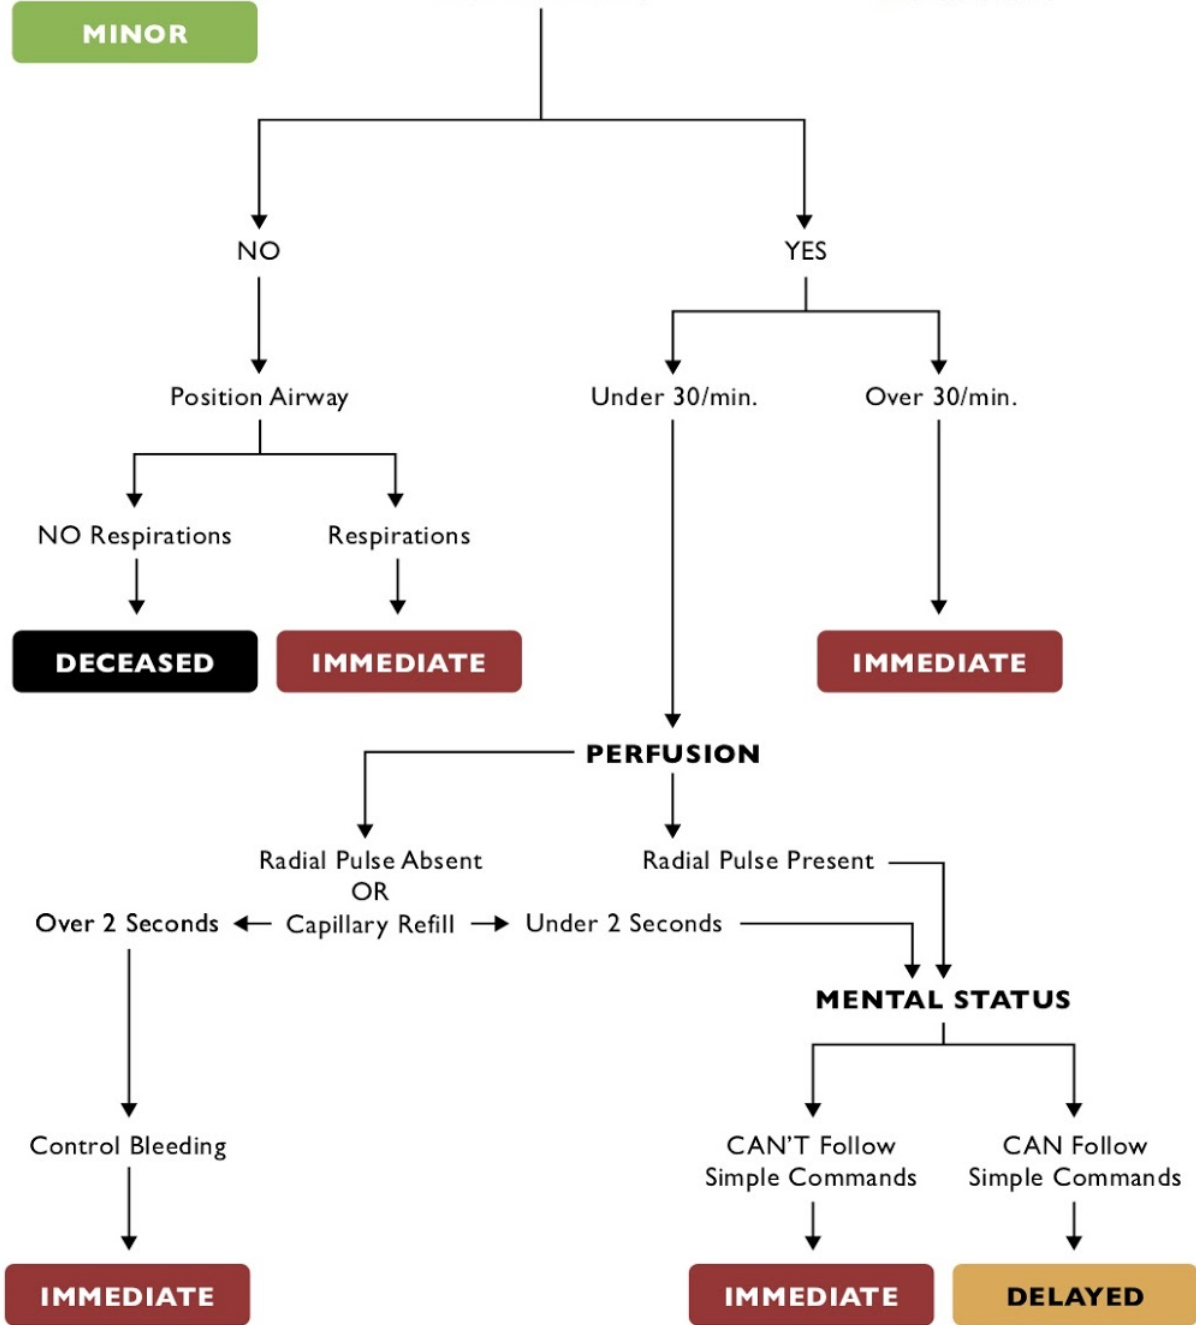 MINOR
NO
YES
Position Airway
Under 30/min.
Over 30/min.
NO Respirations
Respirations
DECEASED
IMMEDIATE
IMMEDIATE
PERFUSION
Radial Pulse Absent
Radial Pulse Present
OR
Over 2 Seconds
Capillary Refill
Under 2 Seconds
MENTAL STATUS
Control Bleeding
CAN'T Follow
Simple Commands
CAN Follow
Simple Commands
IMMEDIATE
IMMEDIATE
DELAYED